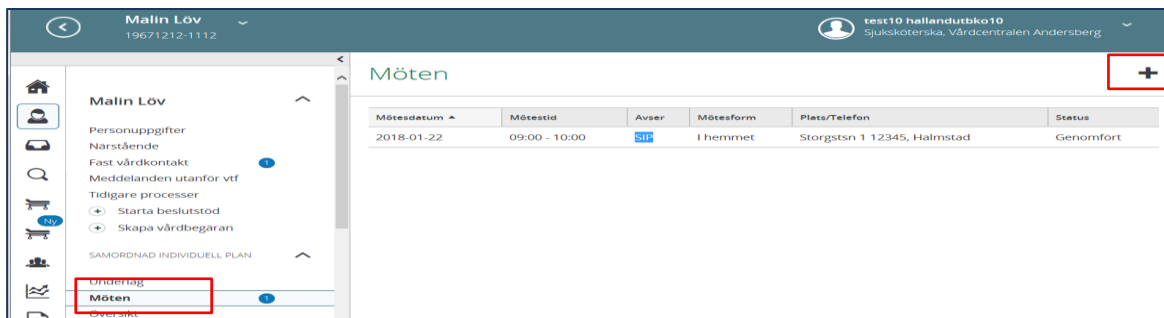 Malin Löv
19671212-1112
test10 hallandutbko10
Sjuksköterska, Vårdcentralen Andersberg
Malin Löv
Personuppgifter
Närstående
Fast vårdkontakt 1
Meddelanden utanför vtf
Tidigare processer
+ Starta beslutstöd
+ Skapa vårdbegäran
SAMORDNAD INDIVIDUELL PLAN
Underlag
Möten 1
Översikt
Ny
Möten
+
Mötesdatum Mötestid Avser Mötesform Plats/Telefon Status
2018-01-22 09:00 - 10:00 SIP I hemmet Storgstsn 1 12345, Halmstad Genomfört